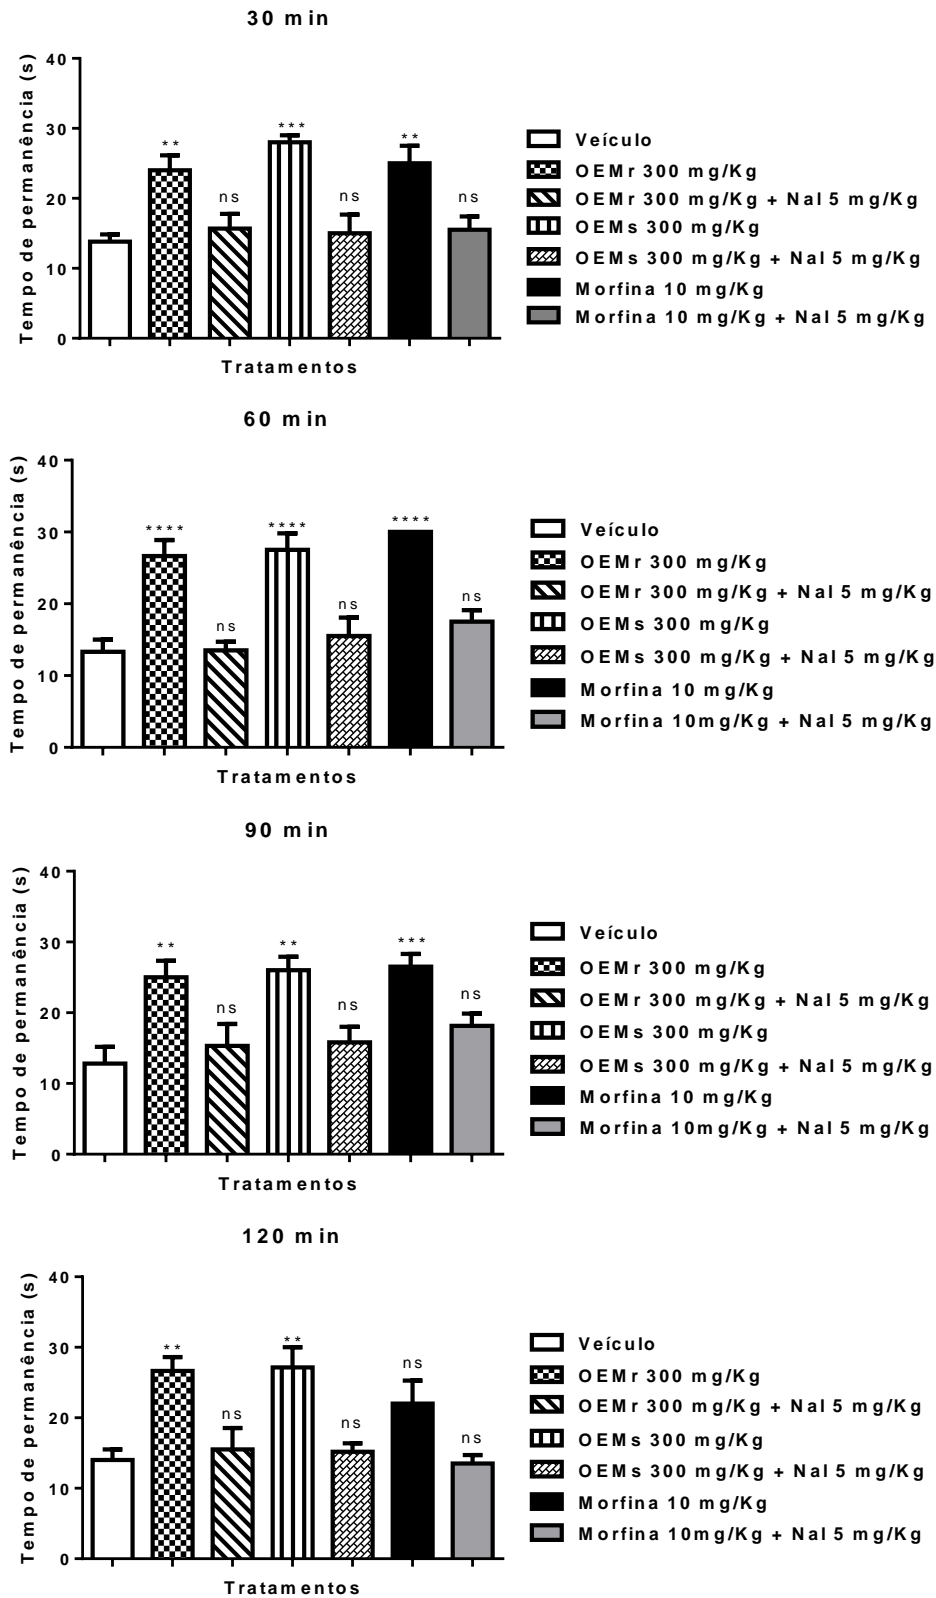 30 min
Tempo de permanência (s)
40
30
20
10
0
**
ns
***
ns
**
ns
Tratamentos
Veículo
OEMr 300 mg/Kg
OEMr 300 mg/Kg + Nal 5 mg/Kg
OEMs 300 mg/Kg
OEMs 300 mg/Kg + Nal 5 mg/Kg
Morfina 10 mg/Kg
Morfina 10 mg/Kg + Nal 5 mg/Kg
60 min
Tempo de permanência (s)
40
30
20
10
0
****
ns
****
ns
****
ns
Tratamentos
Veículo
OEMr 300 mg/Kg
OEMr 300 mg/Kg + Nal 5 mg/Kg
OEMs 300 mg/Kg
OEMs 300 mg/Kg + Nal 5 mg/Kg
Morfina 10 mg/Kg
Morfina 10mg/Kg + Nal 5 mg/Kg
90 min
Tempo de permanência (s)
40
30
20
10
0
**
ns
**
ns
***
ns
Tratamentos
Veículo
OEMr 300 mg/Kg
OEMr 300 mg/Kg + Nal 5 mg/Kg
OEMs 300 mg/Kg
OEMs 300 mg/Kg + Nal 5 mg/Kg
Morfina 10 mg/Kg
Morfina 10mg/Kg + Nal 5 mg/Kg
120 min
Tempo de permanência (s)
40
30
20
10
0
**
ns
**
ns
ns
ns
Tratamentos
Veículo
OEMr 300 mg/Kg
OEMr 300 mg/Kg + Nal 5 mg/Kg
OEMs 300 mg/Kg
OEMs 300 mg/Kg + Nal 5 mg/Kg
Morfina 10 mg/Kg
Morfina 10mg/Kg + Nal 5 mg/Kg